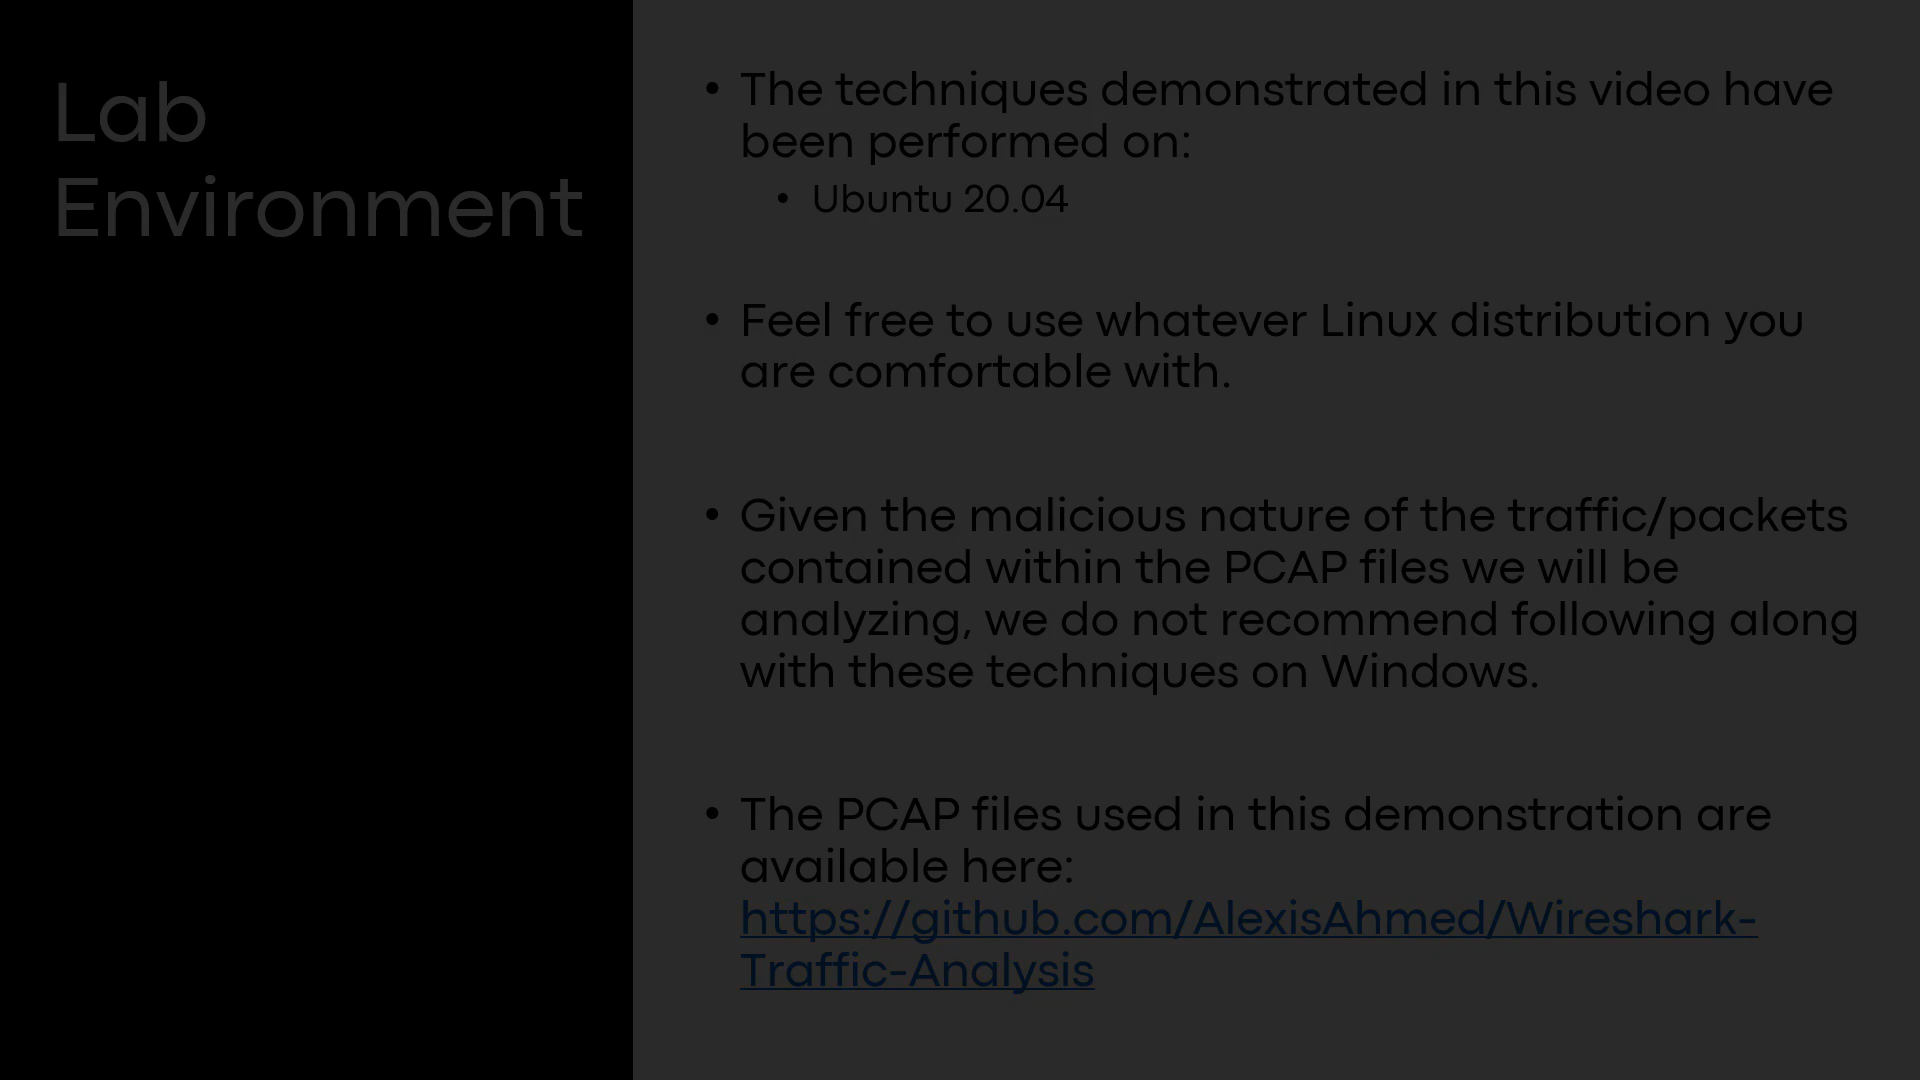 Lab
Environment
• The techniques demonstrated in this video have
been performed on:
• Ubuntu 20.04
• Feel free to use whatever Linux distribution you
are comfortable with.
• Given the malicious nature of the traffic/packets
contained within the PCAP files we will be
analyzing, we do not recommend following along
with these techniques on Windows.
• The PCAP files used in this demonstration are
available here:
https://github.com/AlexisAhmed/Wireshark-
Traffic-Analysis